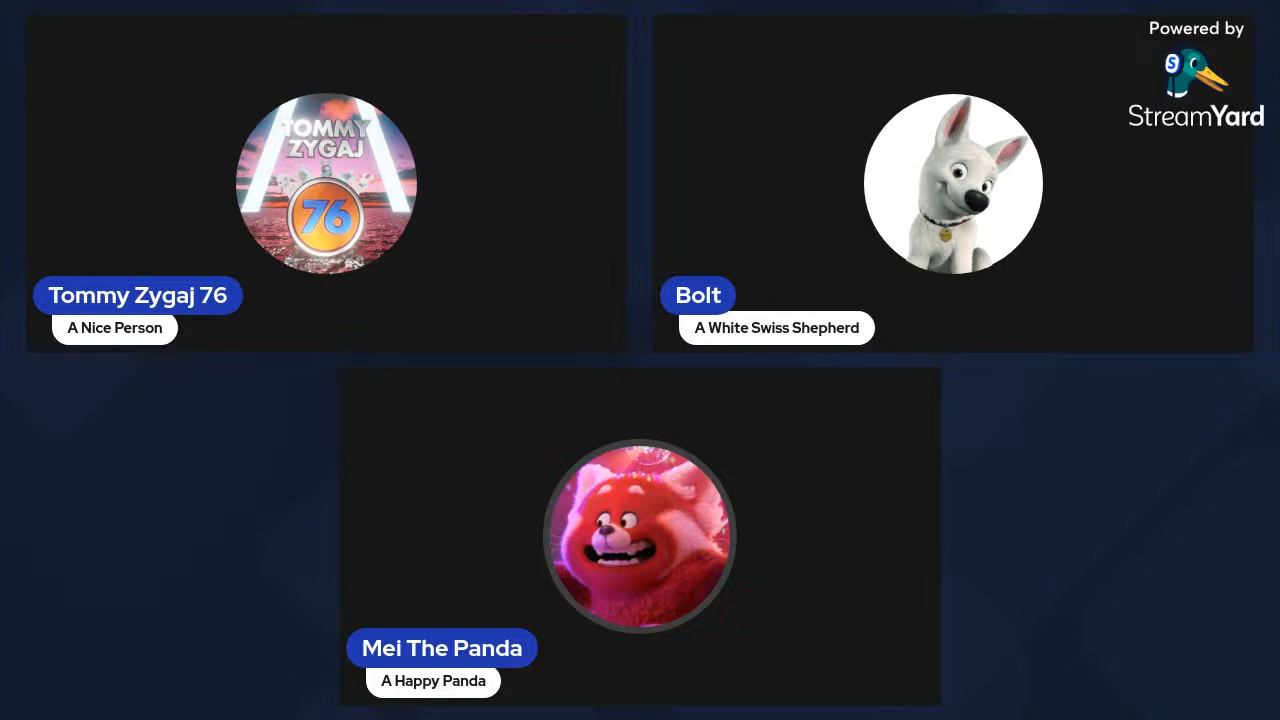 Powered by
StreamYard
TOMMY
ZYGAJ
76
Tommy Zygaj 76
A Nice Person
Bolt
A White Swiss Shepherd
Mei The Panda
A Happy Panda